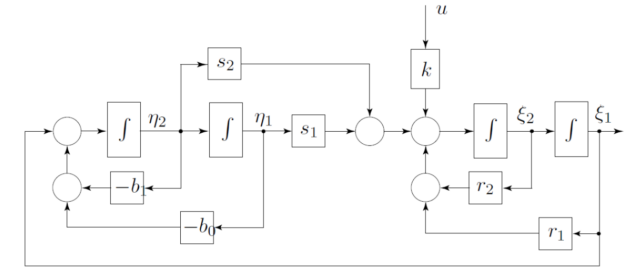 u
s₂
k
∫ η₂ ∫ η₁ s₁ ∫ ξ₂ ∫ ξ₁
−b₁ r₂
−b₀ r₁